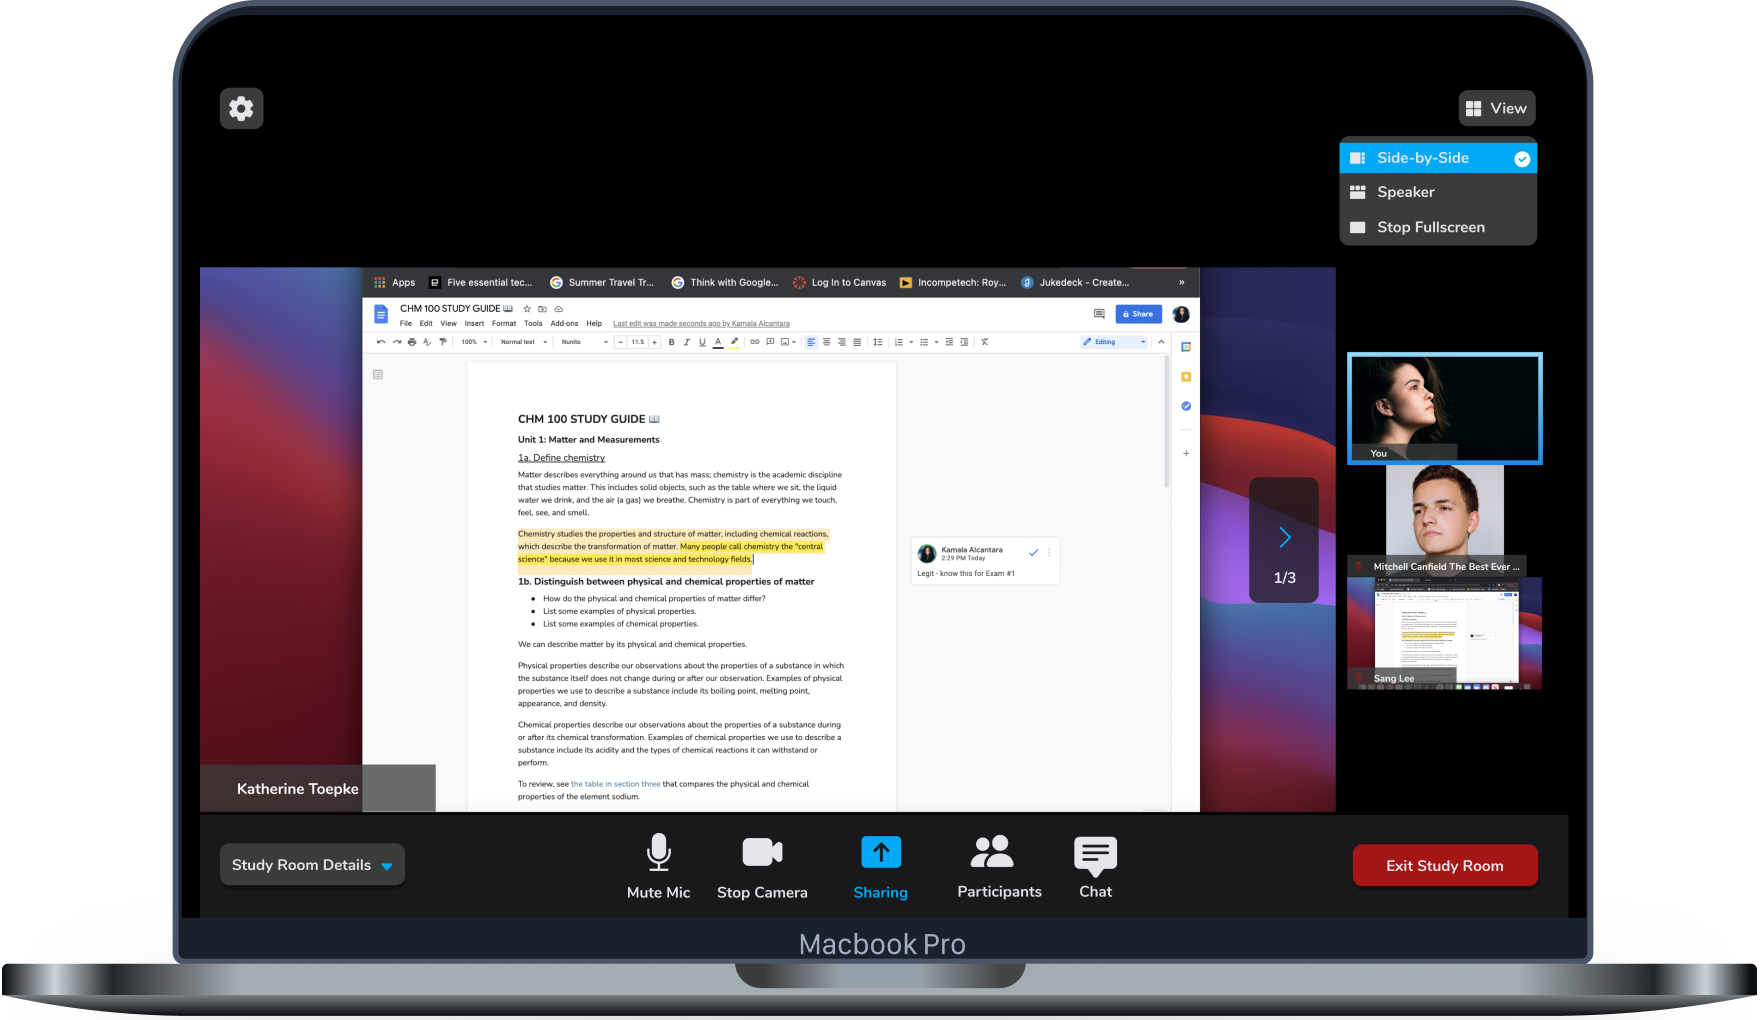 View
Side-by-Side
Speaker
Stop Fullscreen
Apps
Five essential tec...
Summer Travel Tr...
Think with Google...
Log In to Canvas
Incompetech: Roy...
Jukedeck - Create...
»
CHM 100 STUDY GUIDE
File Edit View Insert Format Tools Add-ons Help Last edit was made seconds ago by Kamala Alcantara
Share
100% Normal text Nunito − 11.5 + B I U A
Editing
CHM 100 STUDY GUIDE
Unit 1: Matter and Measurements
1a. Define chemistry
Matter describes everything around us that has mass; chemistry is the academic discipline
that studies matter. This includes solid objects, such as the table where we sit, the liquid
water we drink, and the air (a gas) we breathe. Chemistry is part of everything we touch,
feel, see, and smell.
Chemistry studies the properties and structure of matter, including chemical reactions,
which describe the transformation of matter. Many people call chemistry the "central
science" because we use it in most science and technology fields.
Kamala Alcantara
2:29 PM Today
Legit - know this for Exam #1
1b. Distinguish between physical and chemical properties of matter
● How do the physical and chemical properties of matter differ?
● List some examples of physical properties.
● List some examples of chemical properties.
We can describe matter by its physical and chemical properties.
Physical properties describe our observations about the properties of a substance in which
the substance itself does not change during or after our observation. Examples of physical
properties we use to describe a substance include its boiling point, melting point,
appearance, and density.
Chemical properties describe our observations about the properties of a substance during
or after its chemical transformation. Examples of chemical properties we use to describe a
substance include its acidity and the types of chemical reactions it can withstand or
perform.
To review, see the table in section three that compares the physical and chemical
properties of the element sodium.
1/3
You
Mitchell Canfield The Best Ever ...
Sang Lee
Katherine Toepke
Study Room Details
Mute Mic
Stop Camera
Sharing
Participants
Chat
Exit Study Room
Macbook Pro